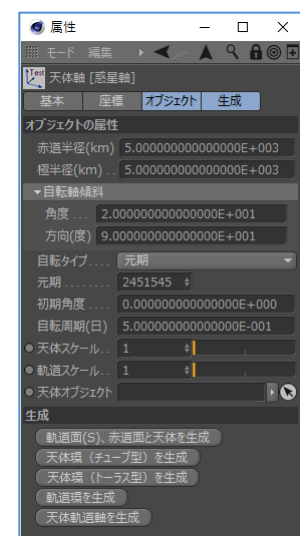 属性
モード 編集
Test 天体軸 [惑星軸]
基本 座標 オブジェクト 生成
オブジェクトの属性
赤道半径(km) 5.000000000000000E+003
極半径(km) . . 5.000000000000000E+003
自転軸傾斜
角度 . . . 2.000000000000000E+001
方向(度) 9.000000000000000E+001
自転タイプ . . . . 元期
元期 . . . . . . . . 2451545
初期角度 . . . . . 0.000000000000000E+000
自転周期(日) 5.000000000000000E-001
天体スケール . . 1
軌道スケール . . 1
天体オブジェクト
生成
軌道面(S)、赤道面と天体を生成
天体環（チューブ型）を生成
天体環（トーラス型）を生成
軌道環を生成
天体軌道軸を生成